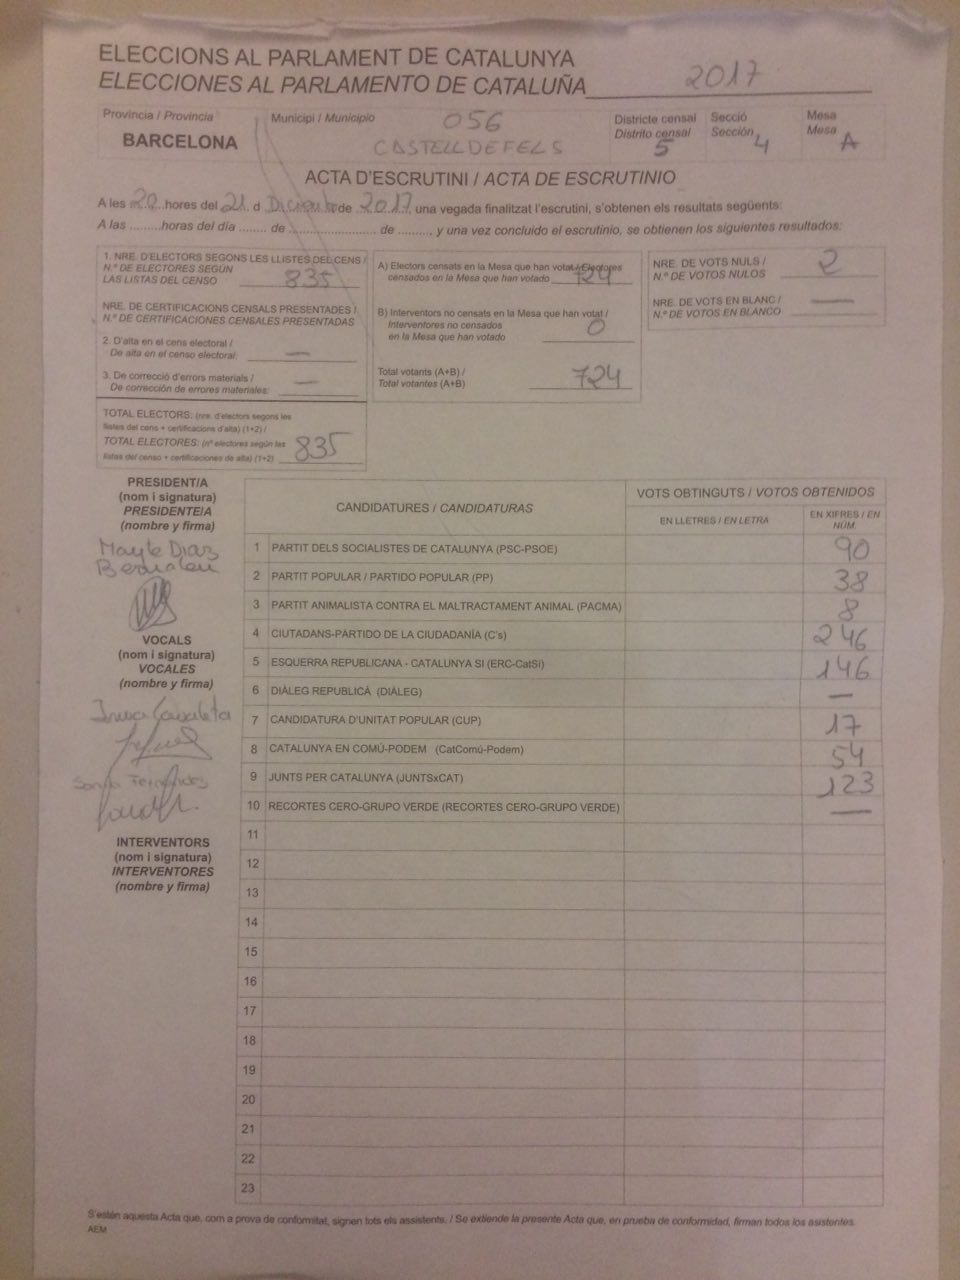 ELECCIONS AL PARLAMENT DE CATALUNYA
ELECCIONES AL PARLAMENTO DE CATALUÑA 2017
Provincia / Provincia
BARCELONA
Municipi / Municipio 056
CASTELLDEFELS
Districte censal
Distrito censal
5
Secció
Sección
4
Mesa
Mesa
A
ACTA D'ESCRUTINI / ACTA DE ESCRUTINIO
A les 20 hores del 21 d de 2017, una vegada finalitzat l'escrutini, s'obtenen els resultats següents:
A las .........horas del día ........ de ............................ de ........., y una vez concluido el escrutinio, se obtienen los siguientes resultados:
1. NRE. D'ELECTORS SEGONS LES LLISTES DEL CENS /
N.º DE ELECTORES SEGÚN
LAS LISTAS DEL CENSO 835
NRE. DE CERTIFICACIONS CENSALS PRESENTADES /
N.º DE CERTIFICACIONES CENSALES PRESENTADAS
2. D'alta en el cens electoral /
De alta en el censo electoral: —
3. De correcció d'errors materials /
De corrección de errores materiales: —
TOTAL ELECTORS: (nre. d'electors segons les
llistes del cens + certificacions d'alta) (1+2) /
TOTAL ELECTORES: (nº electores según las
listas del censo + certificaciones de alta) (1+2) 835
A) Electors censats en la Mesa que han votat / Electores
censados en la Mesa que han votado 724
B) Interventors no censats en la Mesa que han votat /
Interventores no censados
en la Mesa que han votado 0
Total votants (A+B) /
Total votantes (A+B) 724
NRE. DE VOTS NULS /
N.º DE VOTOS NULOS 2
NRE. DE VOTS EN BLANC /
N.º DE VOTOS EN BLANCO —
PRESIDENT/A
(nom i signatura)
PRESIDENTE/A
(nombre y firma)
Mayte Diaz
VOCALS
(nom i signatura)
VOCALES
(nombre y firma)
INTERVENTORS
(nom i signatura)
INTERVENTORES
(nombre y firma)
CANDIDATURES / CANDIDATURAS
VOTS OBTINGUTS / VOTOS OBTENIDOS
EN LLETRES / EN LETRA
EN XIFRES / EN NÚM.
1 PARTIT DELS SOCIALISTES DE CATALUNYA (PSC-PSOE) 90
2 PARTIT POPULAR / PARTIDO POPULAR (PP) 38
3 PARTIT ANIMALISTA CONTRA EL MALTRACTAMENT ANIMAL (PACMA) 8
4 CIUTADANS-PARTIDO DE LA CIUDADANÍA (C's) 246
5 ESQUERRA REPUBLICANA - CATALUNYA SI (ERC-CatSí) 146
6 DIÀLEG REPUBLICÀ (DIÀLEG) —
7 CANDIDATURA D'UNITAT POPULAR (CUP) 17
8 CATALUNYA EN COMÚ-PODEM (CatComú-Podem) 54
9 JUNTS PER CATALUNYA (JUNTSxCAT) 123
10 RECORTES CERO-GRUPO VERDE (RECORTES CERO-GRUPO VERDE) —
11
12
13
14
15
16
17
18
19
20
21
22
23
S'estén aquesta Acta que, com a prova de conformitat, signen tots els assistents. / Se extiende la presente Acta que, en prueba de conformidad, firman todos los asistentes.
AEM